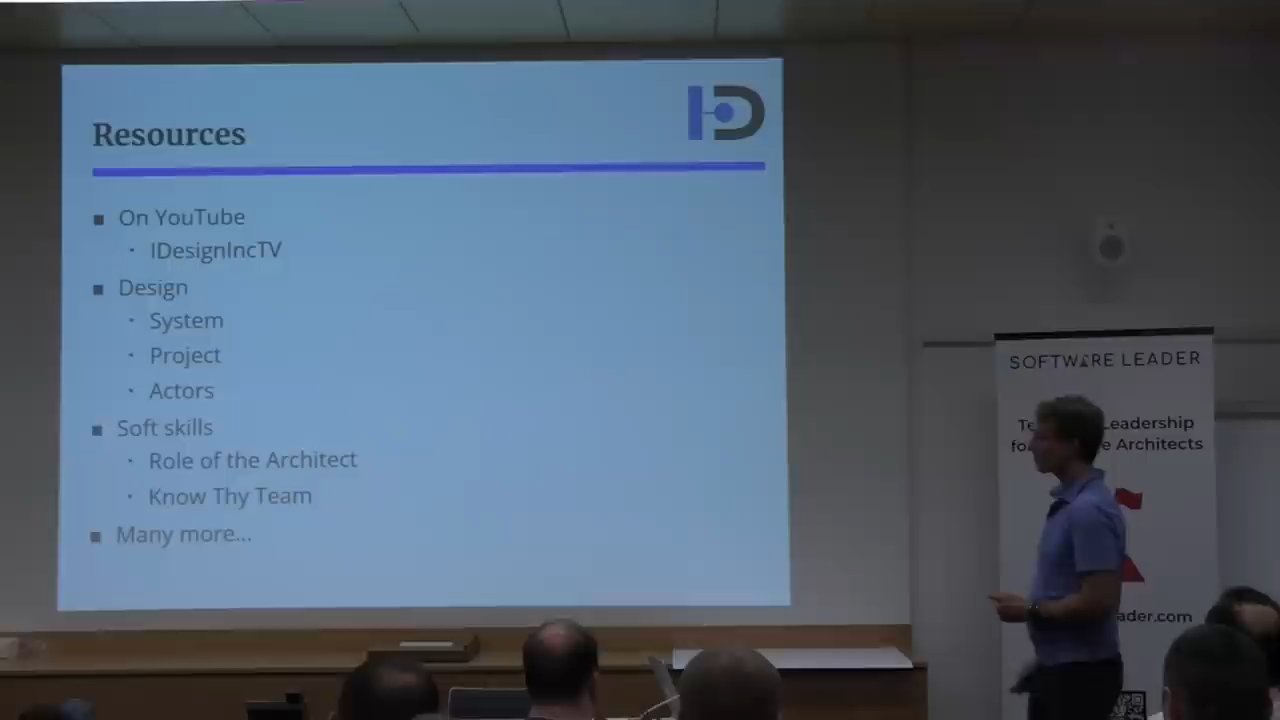 Resources
On YouTube
IDesignIncTV
Design
System
Project
Actors
Soft skills
Role of the Architect
Know Thy Team
Many more...
SOFTWARE LEADER
Leadership
Architects
ader.com